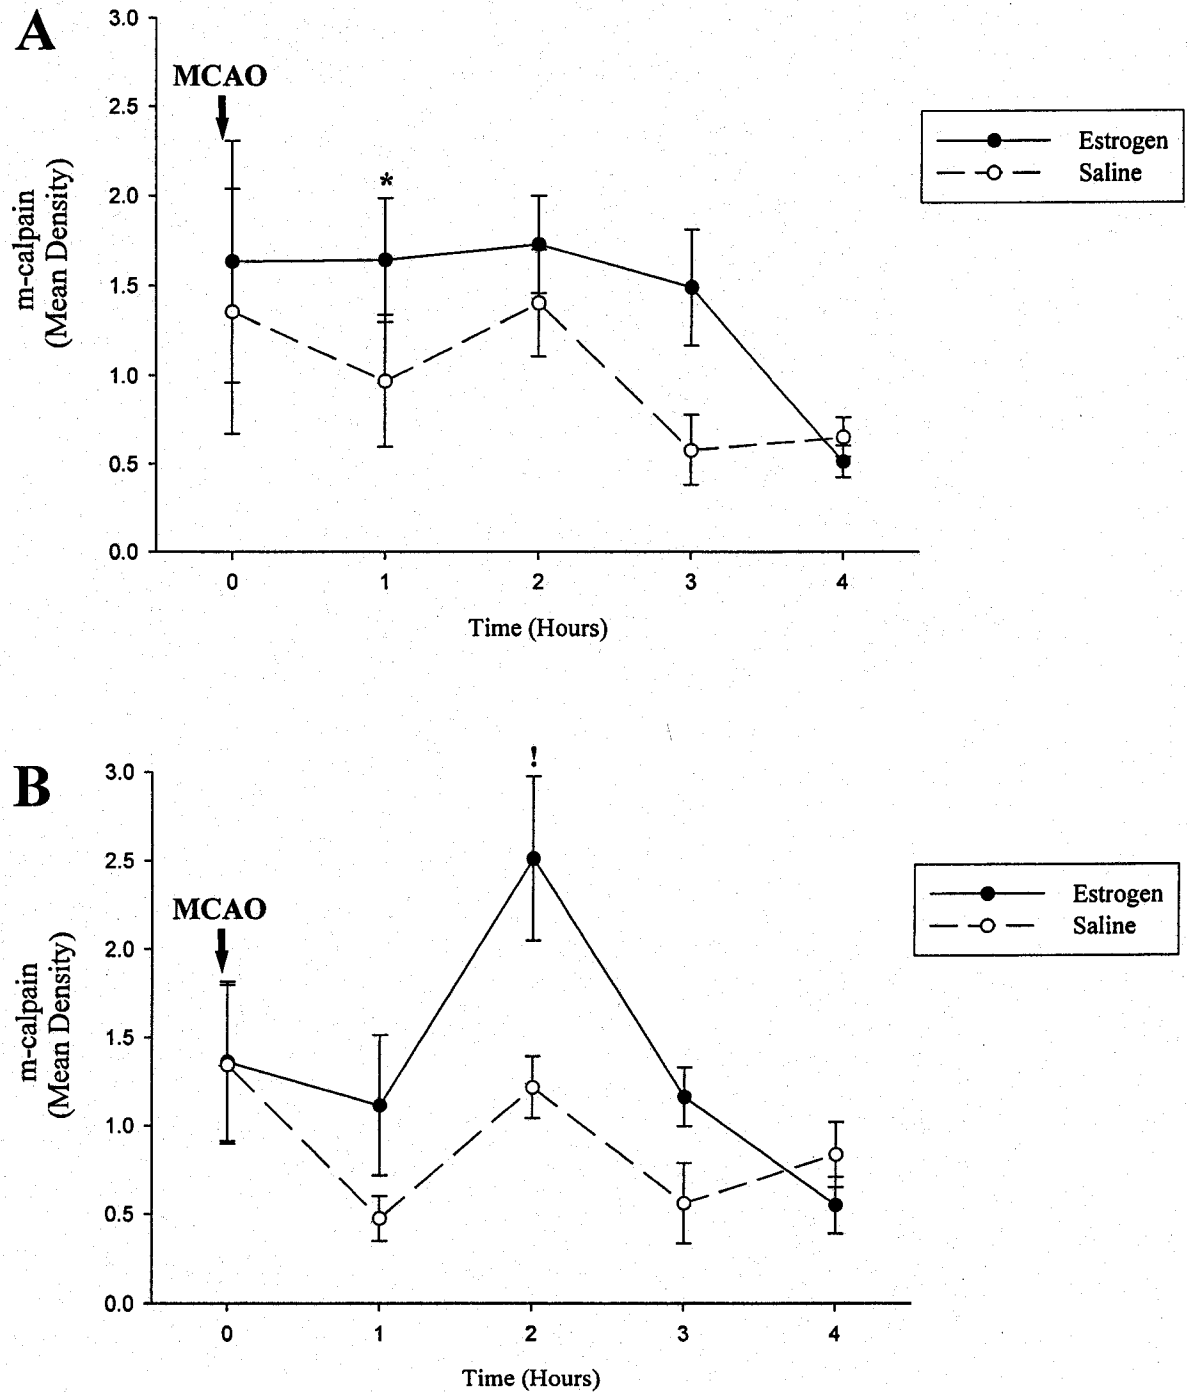 A
3.0
MCAO
2.5
Estrogen
Saline
2.0
*
m-calpain
(Mean Density)
1.5
1.0
0.5
0.0
0 1 2 3 4
Time (Hours)
B
!
3.0
2.5
Estrogen
Saline
MCAO
2.0
m-calpain
(Mean Density)
1.5
1.0
0.5
0.0
0 1 2 3 4
Time (Hours)